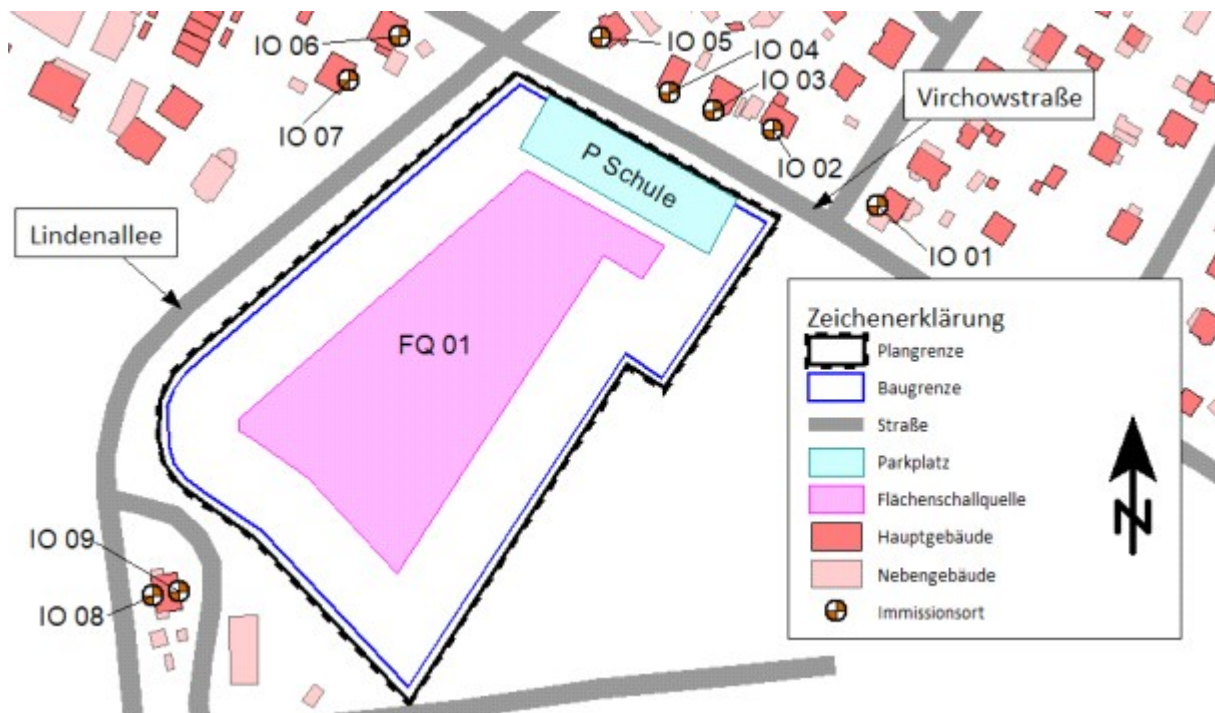 IO 06
IO 05
IO 04
IO 03
IO 07
Virchowstraße
IO 02
P Schule
Lindenallee
IO 01
FQ 01
Zeichenerklärung
Plangrenze
Baugrenze
Straße
Parkplatz
Flächenschallquelle
Hauptgebäude
Nebengebäude
Immissionsort
N
IO 09
IO 08